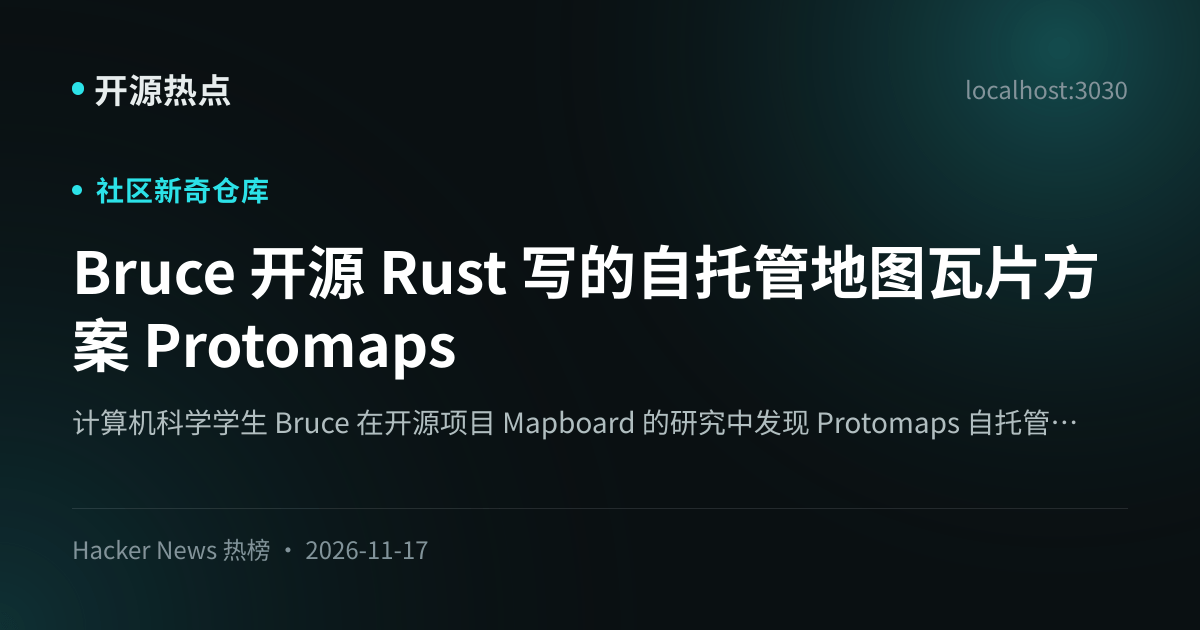 开源热点
localhost:3030
社区新奇仓库
Bruce 开源 Rust 写的自托管地图瓦片方
案 Protomaps
计算机科学学生 Bruce 在开源项目 Mapboard 的研究中发现 Protomaps 自托管…
Hacker News 热榜 · 2026-11-17